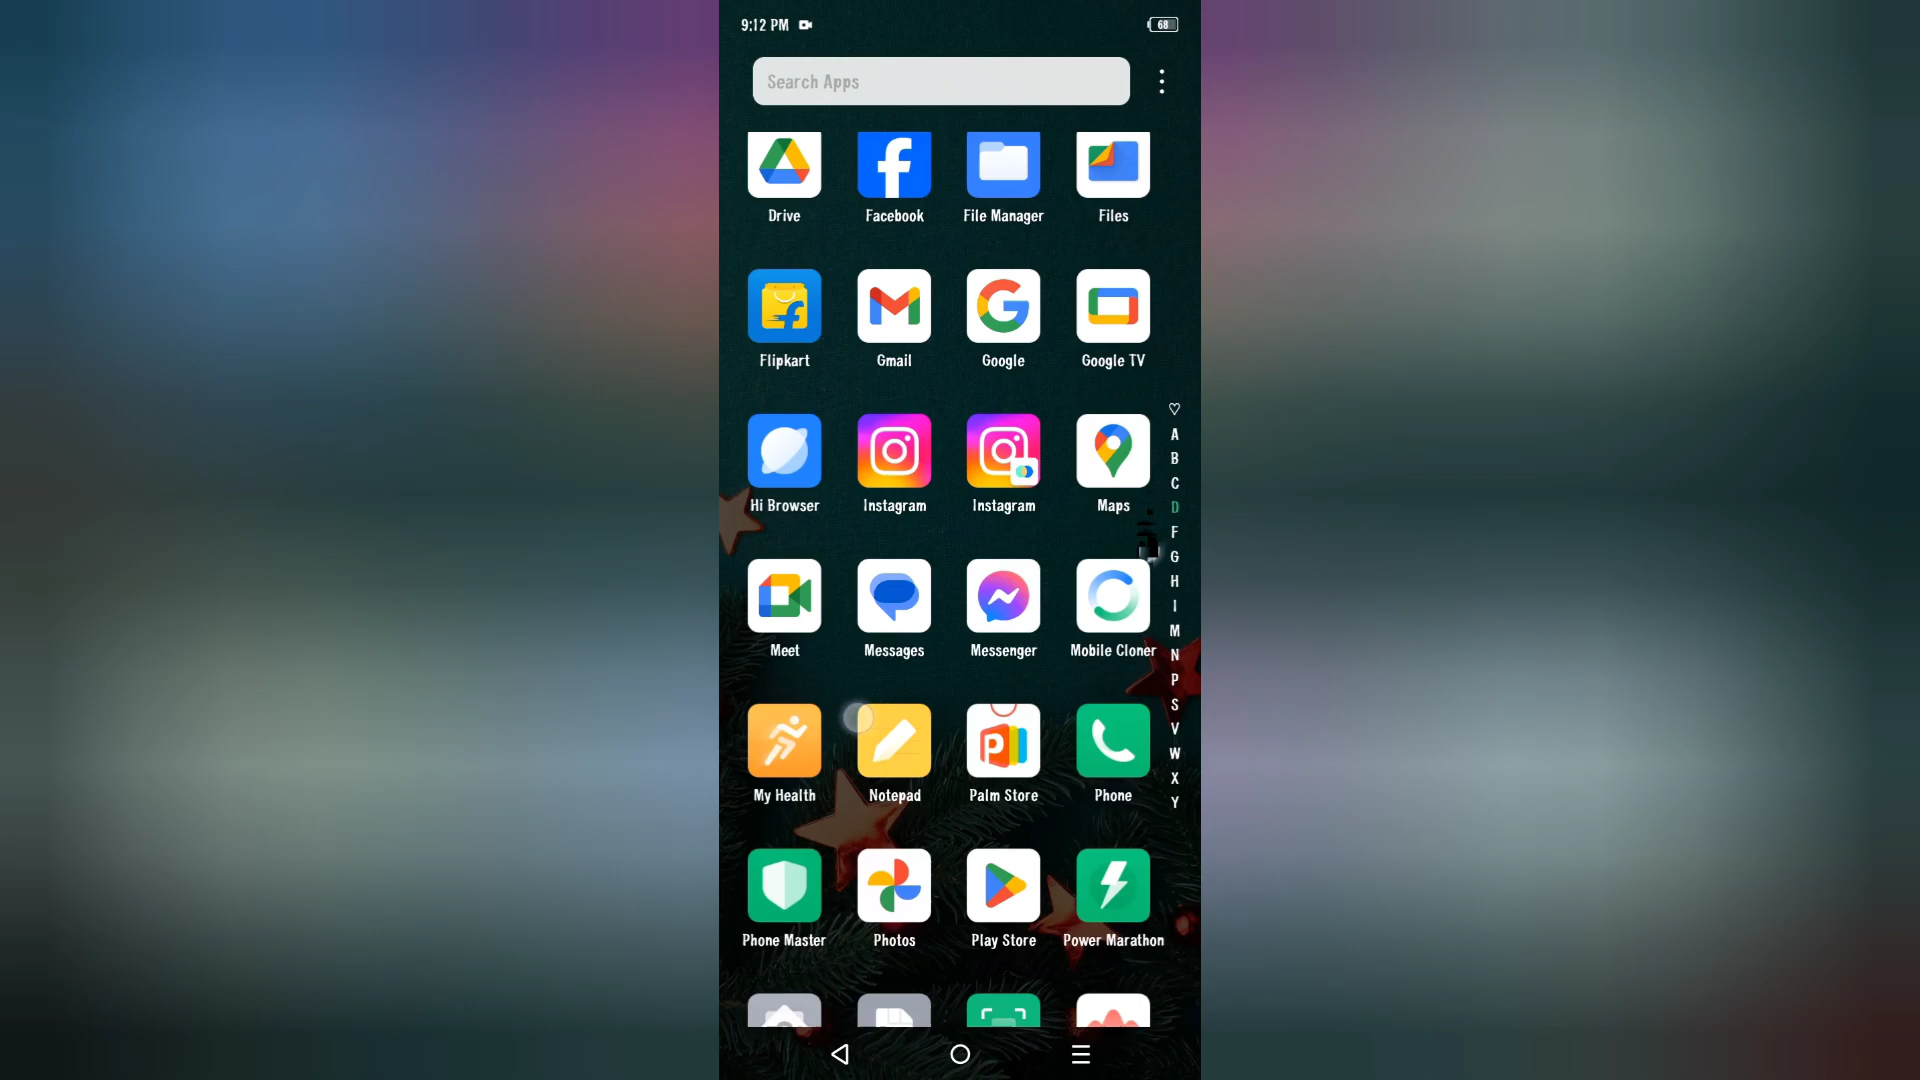 9:12 PM
68
Search Apps
Drive
Facebook
File Manager
Files
Flipkart
Gmail
Google
Google TV
Hi Browser
Instagram
Instagram
Maps
Meet
Messages
Messenger
Mobile Cloner
My Health
Notepad
Palm Store
Phone
Phone Master
Photos
Play Store
Power Marathon
A
B
C
D
F
G
H
I
M
N
P
S
V
W
X
Y